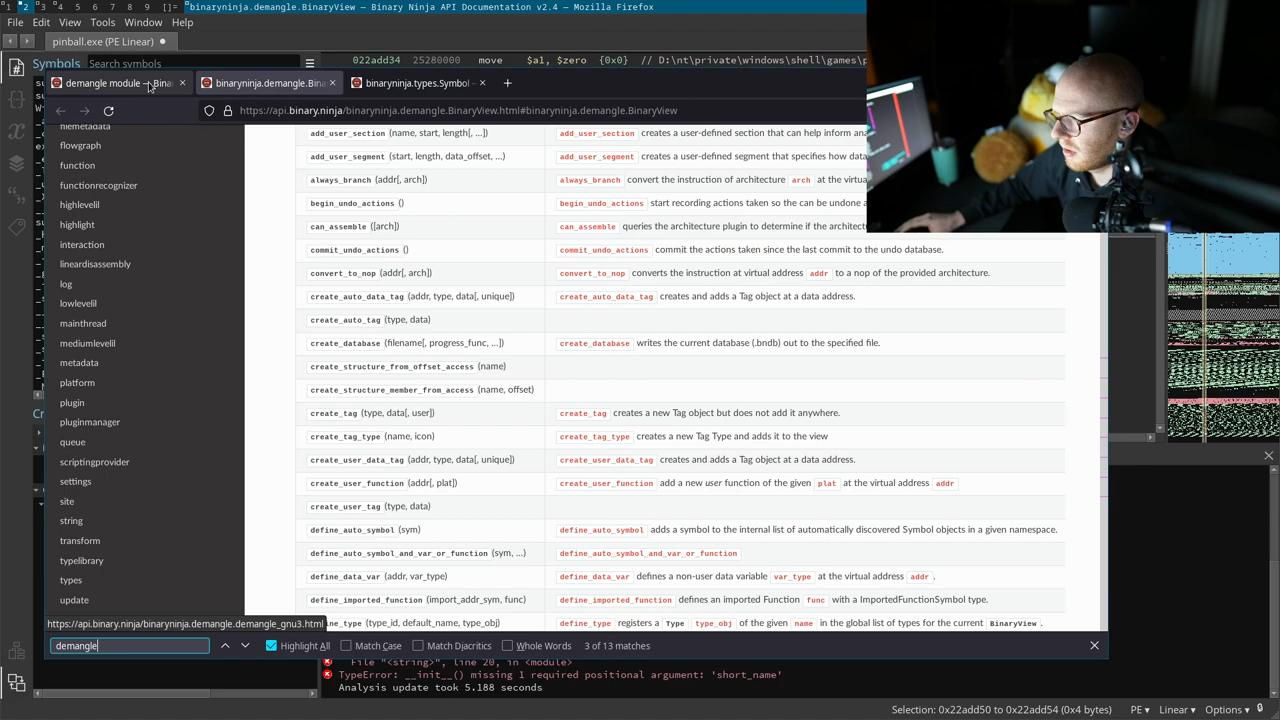 1 2 3 4 5 6 7 8 9 []= binaryninja.demangle.BinaryView — Binary Ninja API Documentation v2.4 — Mozilla Firefox
File Edit View Tools Window Help
pinball.exe (PE Linear)
Symbols Search symbols
022add34 25280000 move $a1, $zero {0x0} // D:\nt\private\windows\shell\games\p
demangle module — Bina
binaryninja.demangle.Bina
binaryninja.types.Symbol —
https://api.binary.ninja/binaryninja.demangle.BinaryView.html#binaryninja.demangle.BinaryView
filemetadata
flowgraph
function
functionrecognizer
highlevelil
highlight
interaction
lineardisassembly
log
lowlevelil
mainthread
mediumlevelil
metadata
platform
plugin
pluginmanager
queue
scriptingprovider
settings
site
string
transform
typelibrary
types
update
add_user_section (name, start, length[, …]) add_user_section creates a user-defined section that can help inform ana
add_user_segment (start, length, data_offset, …) add_user_segment creates a user-defined segment that specifies how data
always_branch (addr[, arch]) always_branch convert the instruction of architecture arch at the virtua
begin_undo_actions () begin_undo_actions start recording actions taken so the can be undone a
can_assemble ([arch]) can_assemble queries the architecture plugin to determine if the architect
commit_undo_actions () commit_undo_actions commit the actions taken since the last commit to the undo database.
convert_to_nop (addr[, arch]) convert_to_nop converts the instruction at virtual address addr to a nop of the provided architecture.
create_auto_data_tag (addr, type, data[, unique]) create_auto_data_tag creates and adds a Tag object at a data address.
create_auto_tag (type, data)
create_database (filename[, progress_func, …]) create_database writes the current database (.bndb) out to the specified file.
create_structure_from_offset_access (name)
create_structure_member_from_access (name, offset)
create_tag (type, data[, user]) create_tag creates a new Tag object but does not add it anywhere.
create_tag_type (name, icon) create_tag_type creates a new Tag Type and adds it to the view
create_user_data_tag (addr, type, data[, unique]) create_user_data_tag creates and adds a Tag object at a data address.
create_user_function (addr[, plat]) create_user_function add a new user function of the given plat at the virtual address addr
create_user_tag (type, data)
define_auto_symbol (sym) define_auto_symbol adds a symbol to the internal list of automatically discovered Symbol objects in a given namespace.
define_auto_symbol_and_var_or_function (sym, …) define_auto_symbol_and_var_or_function
define_data_var (addr, var_type) define_data_var defines a non-user data variable var_type at the virtual address addr .
define_imported_function (import_addr_sym, func) define_imported_function defines an imported Function func with a ImportedFunctionSymbol type.
_type (type_id, default_name, type_obj) define_type registers a Type type_obj of the given name in the global list of types for the current BinaryView .
https://api.binary.ninja/binaryninja.demangle.demangle_gnu3.html
demangle Highlight All Match Case Match Diacritics Whole Words 3 of 13 matches
File "<string>", line 20, in <module>
TypeError: __init__() missing 1 required positional argument: 'short_name'
Analysis update took 5.188 seconds
Selection: 0x22add50 to 0x22add54 (0x4 bytes) PE Linear Options